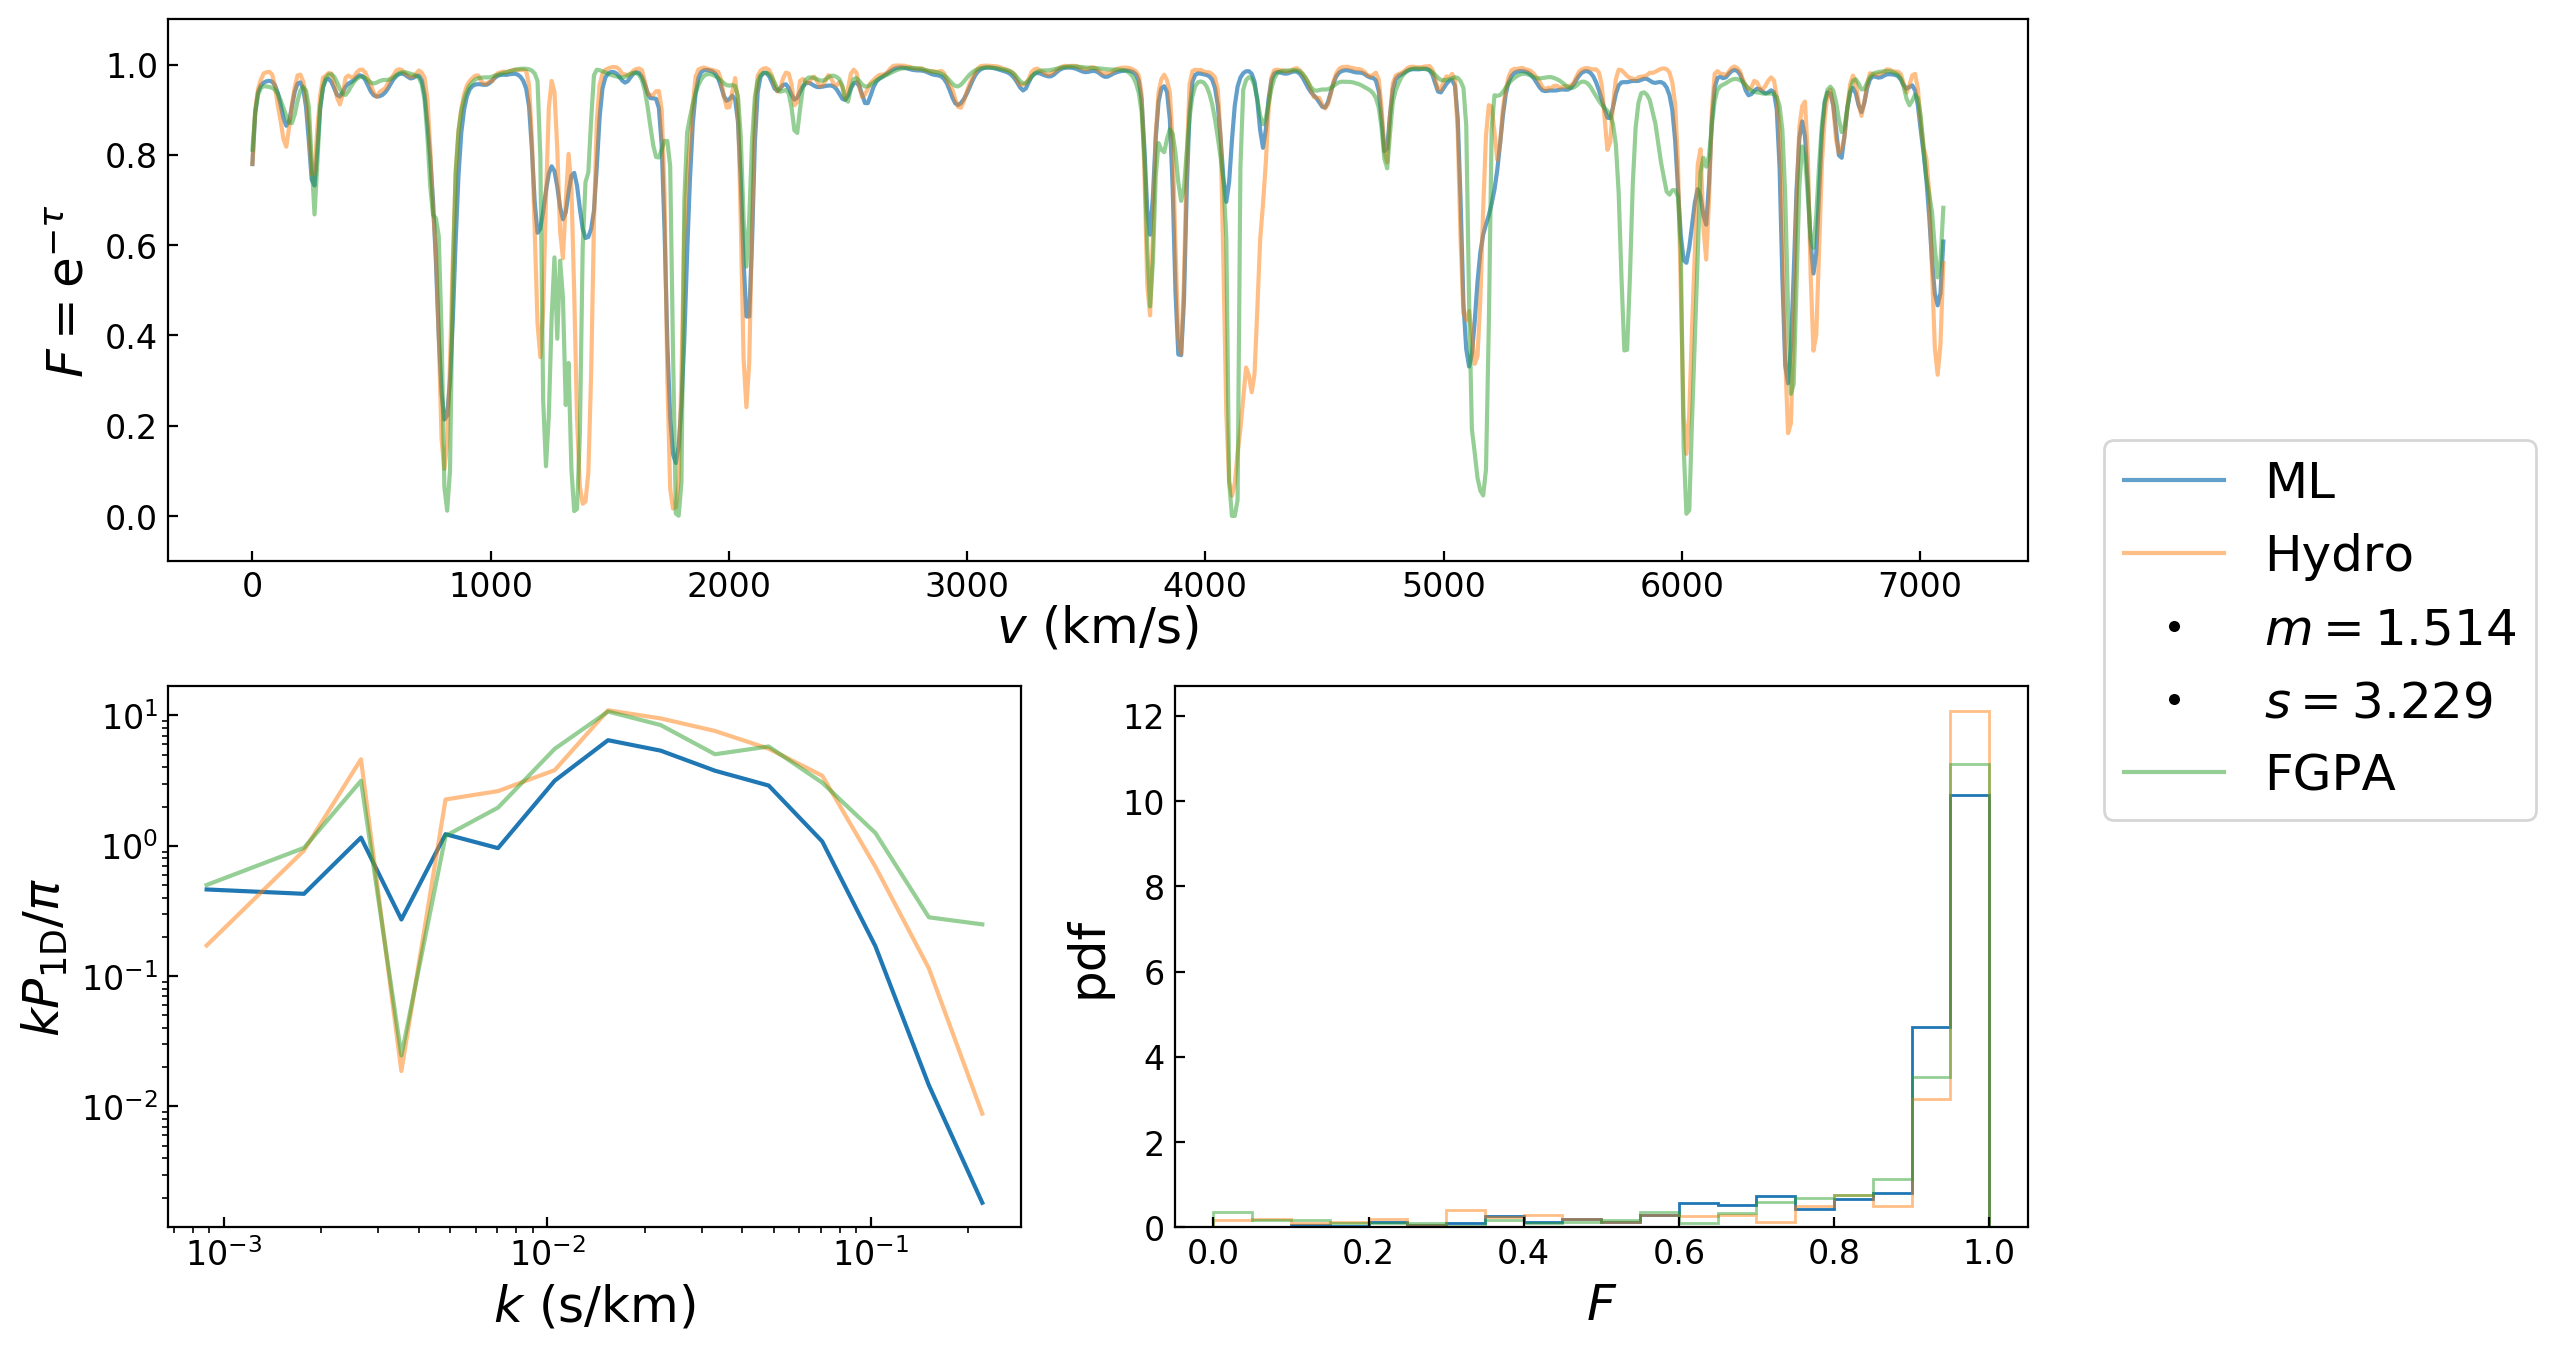 F = e^{-τ}
1.0
0.8
0.6
0.4
0.2
0.0
0 1000 2000 3000 4000 5000 6000 7000
v (km/s)
ML
Hydro
m = 1.514
s = 3.229
FGPA
kP_{1D}/π
10^1
10^0
10^{-1}
10^{-2}
10^{-3} 10^{-2} 10^{-1}
k (s/km)
pdf
12
10
8
6
4
2
0
0.0 0.2 0.4 0.6 0.8 1.0
F